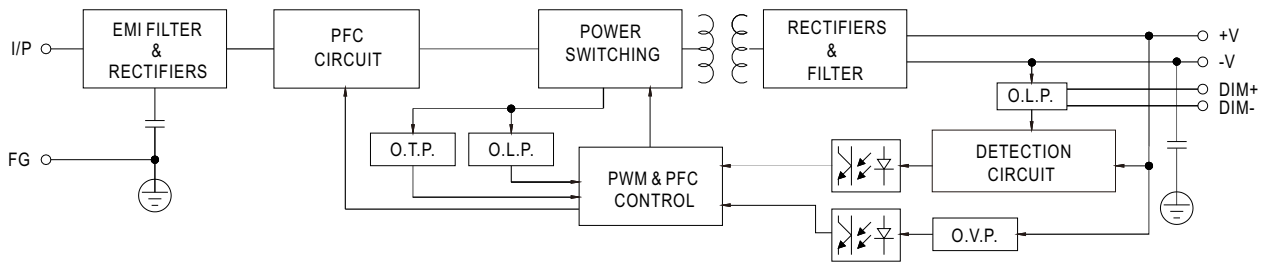 I/P
EMI FILTER
&
RECTIFIERS
PFC
CIRCUIT
POWER
SWITCHING
RECTIFIERS
&
FILTER
+V
-V
DIM+
DIM-
O.L.P.
FG
O.T.P.
O.L.P.
PWM & PFC
CONTROL
DETECTION
CIRCUIT
O.V.P.